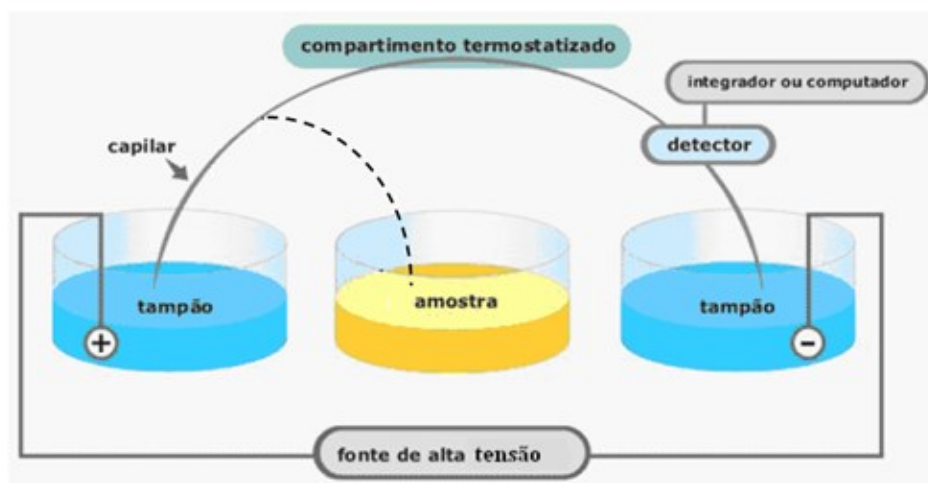 compartimento termostatizado
integrador ou computador
detector
capilar
tampão
amostra
tampão
+
-
fonte de alta tensão